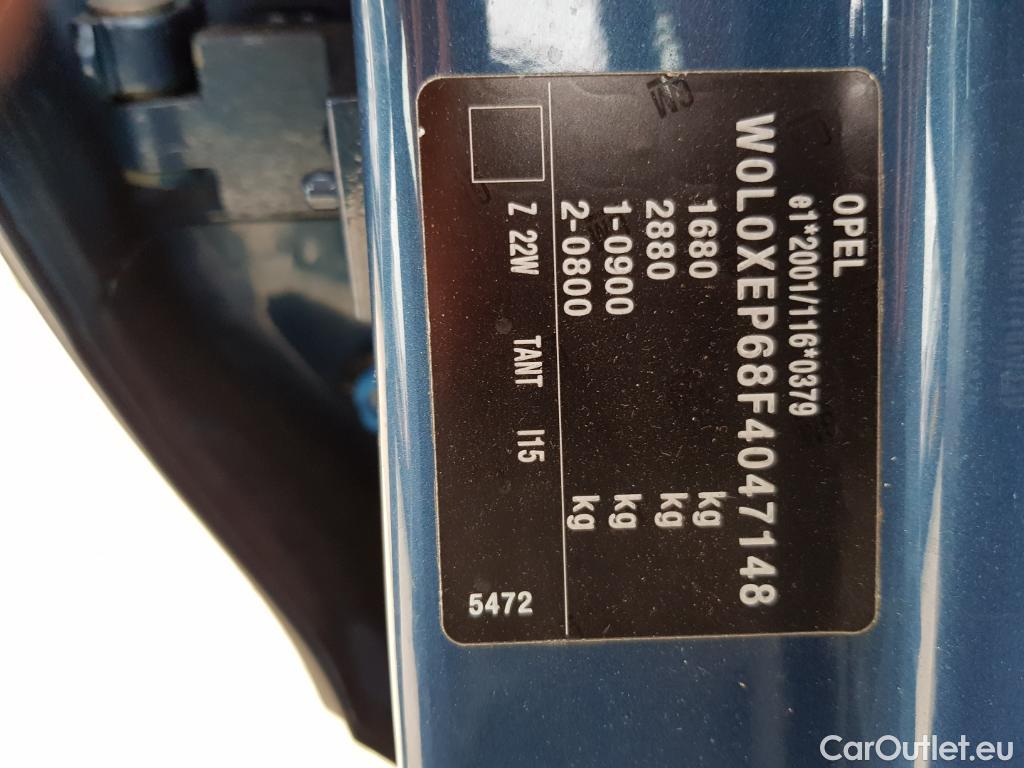 OPEL
e1*2001/116*0379
W0L0XEP68F4047148
1680 kg
2880 kg
1-0900 kg
2-0800 kg
Z 22W TANT I15
5472
GM
CarOutlet.eu